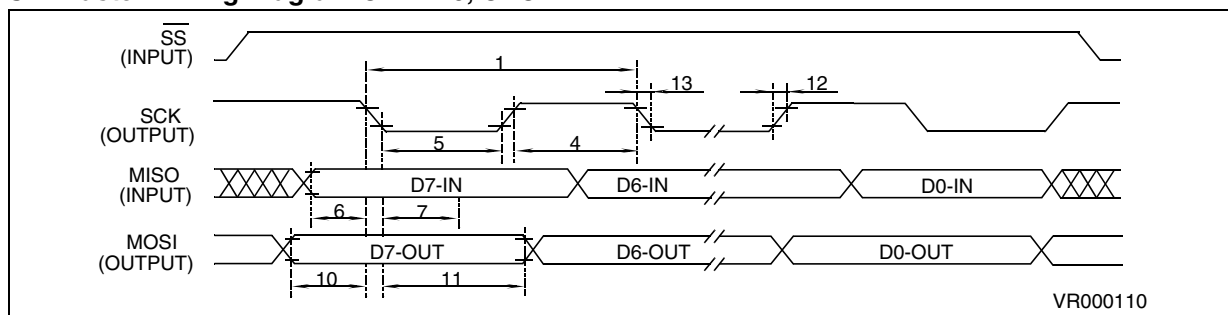 SS
(INPUT)
1
13
12
SCK
(OUTPUT)
5
4
MISO
(INPUT)
D7-IN
D6-IN
D0-IN
6
7
MOSI
(OUTPUT)
D7-OUT
D6-OUT
D0-OUT
10
11
VR000110